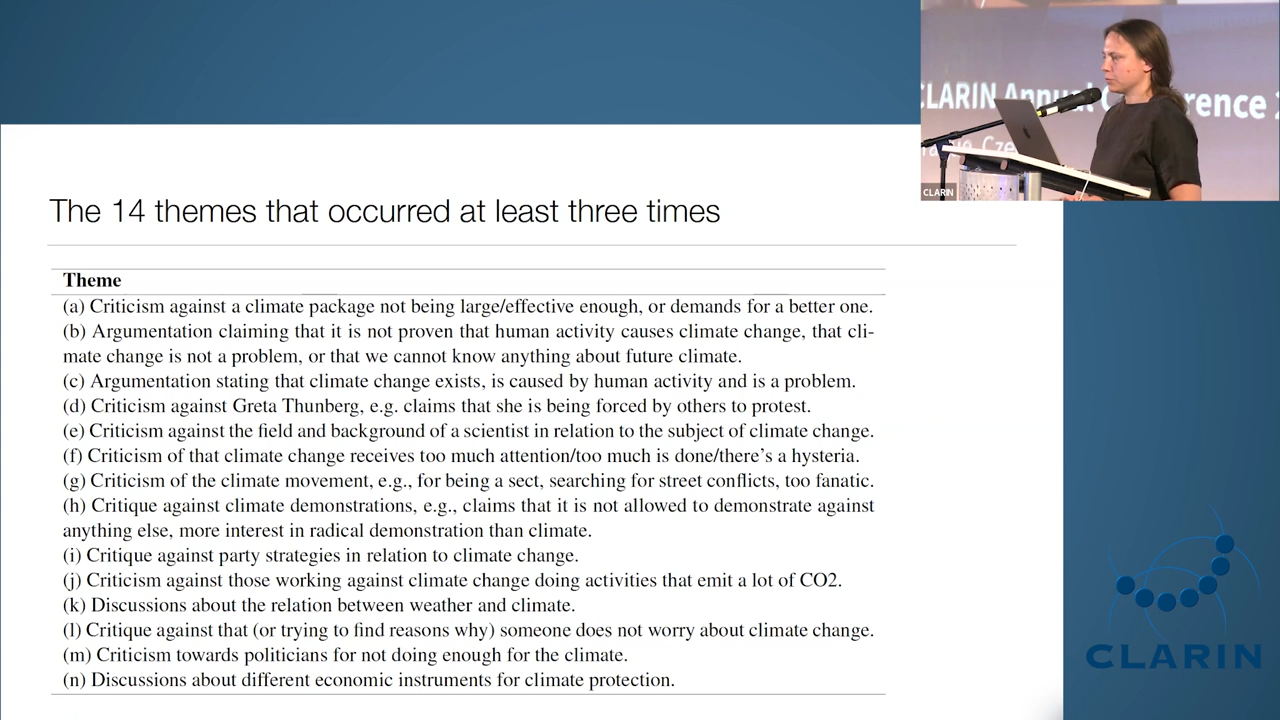 CLARIN Annual C rence 2
Cze
CLARIN
The 14 themes that occurred at least three times
Theme
(a) Criticism against a climate package not being large/effective enough, or demands for a better one.
(b) Argumentation claiming that it is not proven that human activity causes climate change, that cli-
mate change is not a problem, or that we cannot know anything about future climate.
(c) Argumentation stating that climate change exists, is caused by human activity and is a problem.
(d) Criticism against Greta Thunberg, e.g. claims that she is being forced by others to protest.
(e) Criticism against the field and background of a scientist in relation to the subject of climate change.
(f) Criticism of that climate change receives too much attention/too much is done/there's a hysteria.
(g) Criticism of the climate movement, e.g., for being a sect, searching for street conflicts, too fanatic.
(h) Critique against climate demonstrations, e.g., claims that it is not allowed to demonstrate against
anything else, more interest in radical demonstration than climate.
(i) Critique against party strategies in relation to climate change.
(j) Criticism against those working against climate change doing activities that emit a lot of CO2.
(k) Discussions about the relation between weather and climate.
(l) Critique against that (or trying to find reasons why) someone does not worry about climate change.
(m) Criticism towards politicians for not doing enough for the climate.
(n) Discussions about different economic instruments for climate protection.
CLARIN